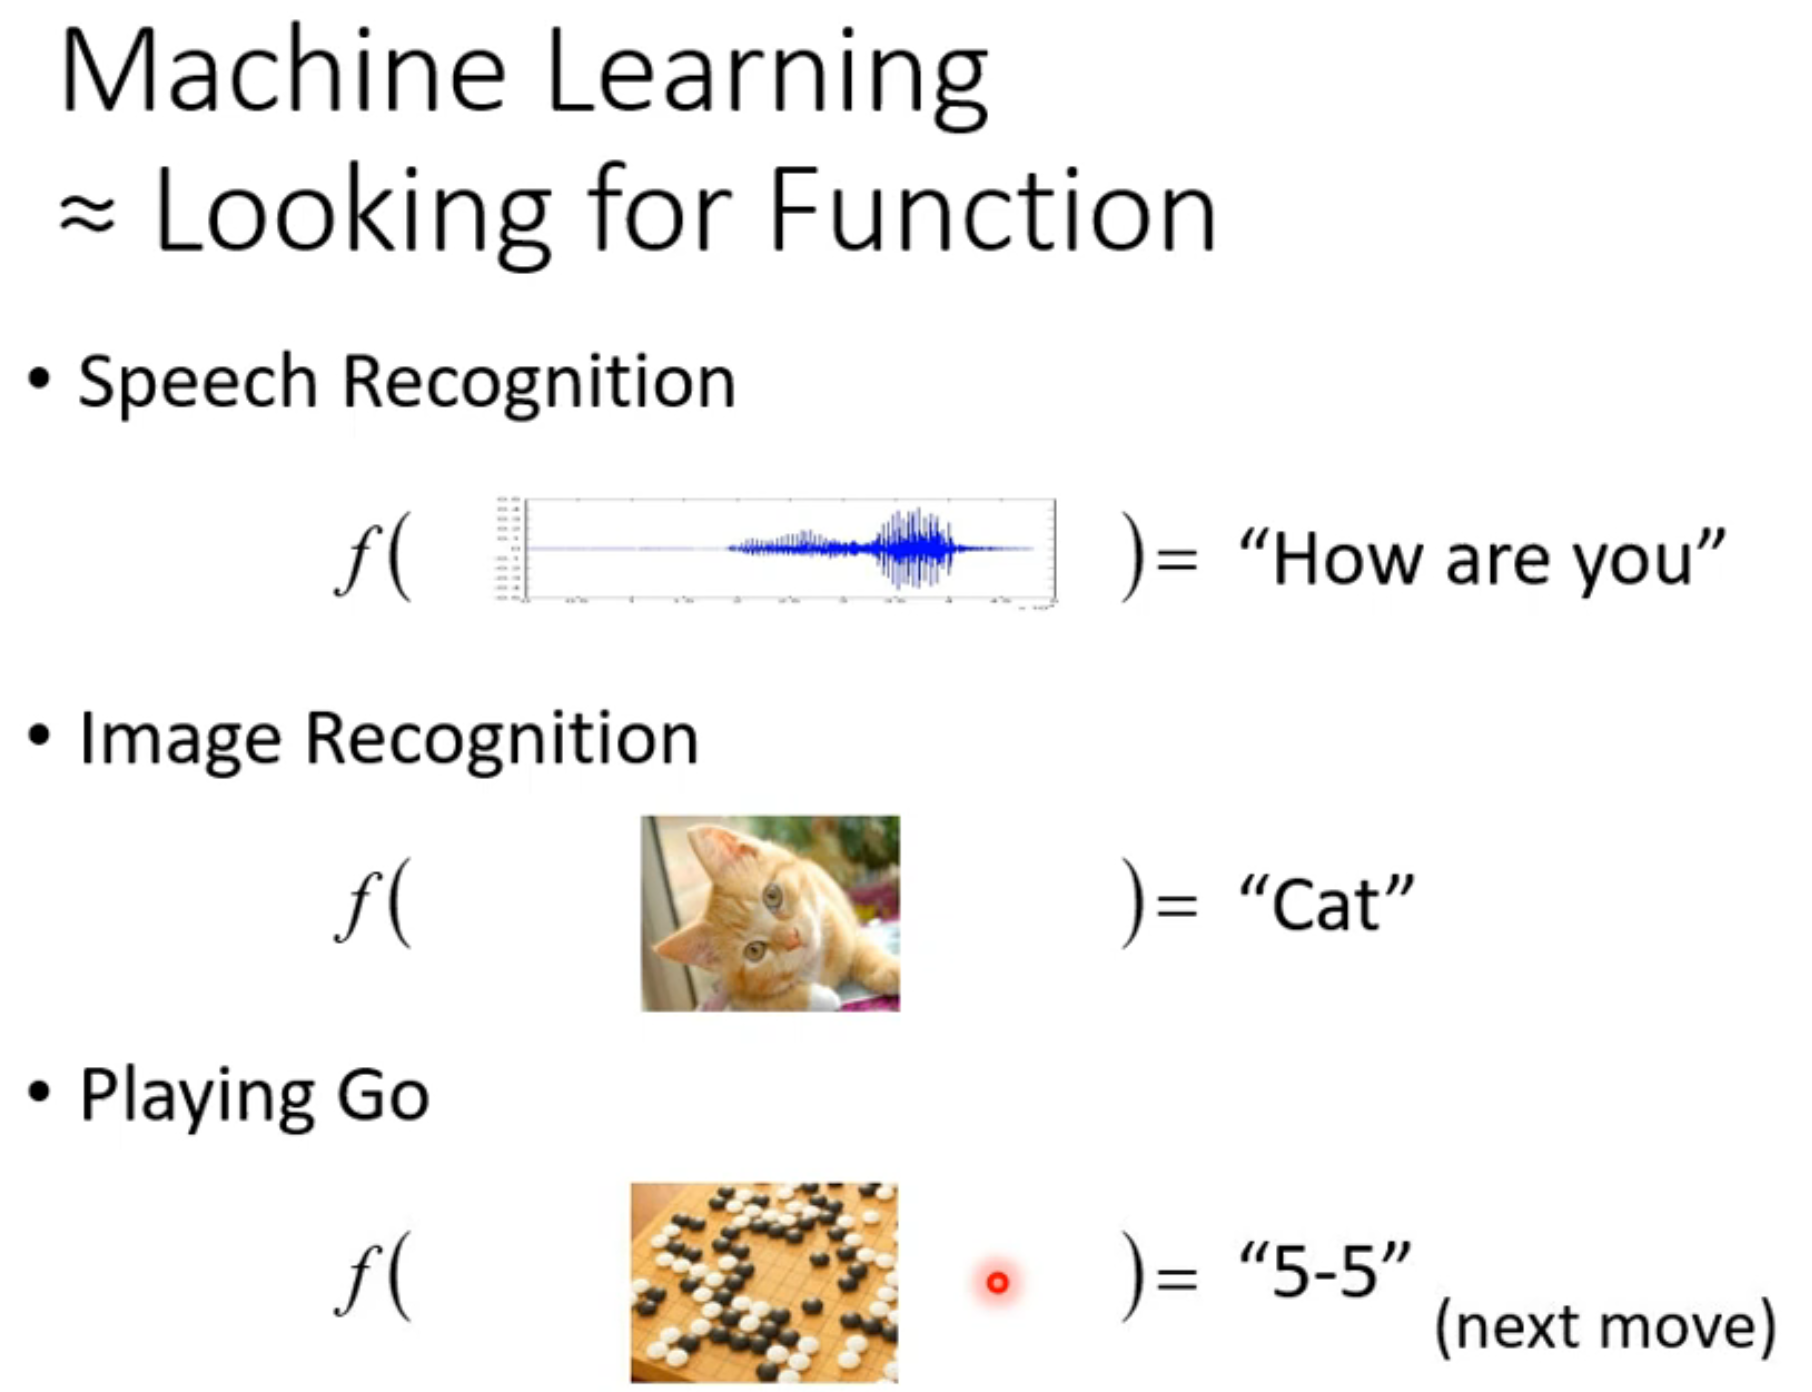 Machine Learning
≈ Looking for Function
• Speech Recognition
f( ) = “How are you”
• Image Recognition
f( ) = “Cat”
• Playing Go
f( ) = “5-5”
(next move)